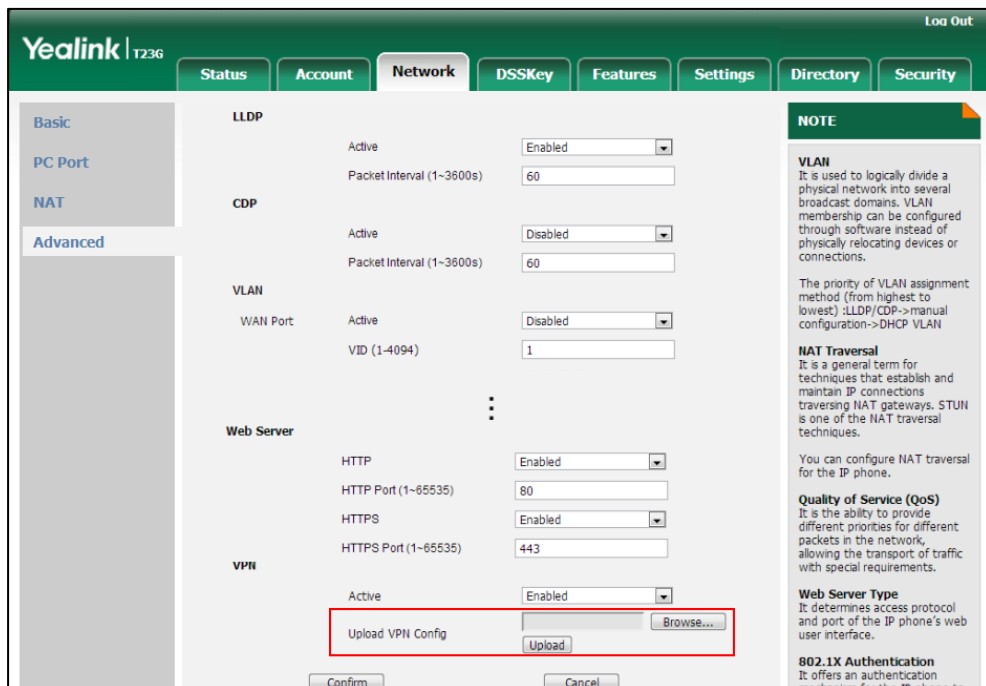 Log Out
Yealink | T23G
Status Account Network DSSKey Features Settings Directory Security
Basic
PC Port
NAT
Advanced
LLDP
Active Enabled
Packet Interval (1~3600s) 60
CDP
Active Disabled
Packet Interval (1~3600s) 60
VLAN
WAN Port Active Disabled
VID (1-4094) 1
Web Server
HTTP Enabled
HTTP Port (1~65535) 80
HTTPS Enabled
HTTPS Port (1~65535) 443
VPN
Active Enabled
Upload VPN Config Browse...
Upload
Confirm Cancel
NOTE
VLAN
It is used to logically divide a
physical network into several
broadcast domains. VLAN
membership can be configured
through software instead of
physically relocating devices or
connections.
The priority of VLAN assignment
method (from highest to
lowest) :LLDP/CDP->manual
configuration->DHCP VLAN
NAT Traversal
It is a general term for
techniques that establish and
maintain IP connections
traversing NAT gateways. STUN
is one of the NAT traversal
techniques.
You can configure NAT traversal
for the IP phone.
Quality of Service (QoS)
It is the ability to provide
different priorities for different
packets in the network,
allowing the transport of traffic
with special requirements.
Web Server Type
It determines access protocol
and port of the IP phone's web
user interface.
802.1X Authentication
It offers an authentication